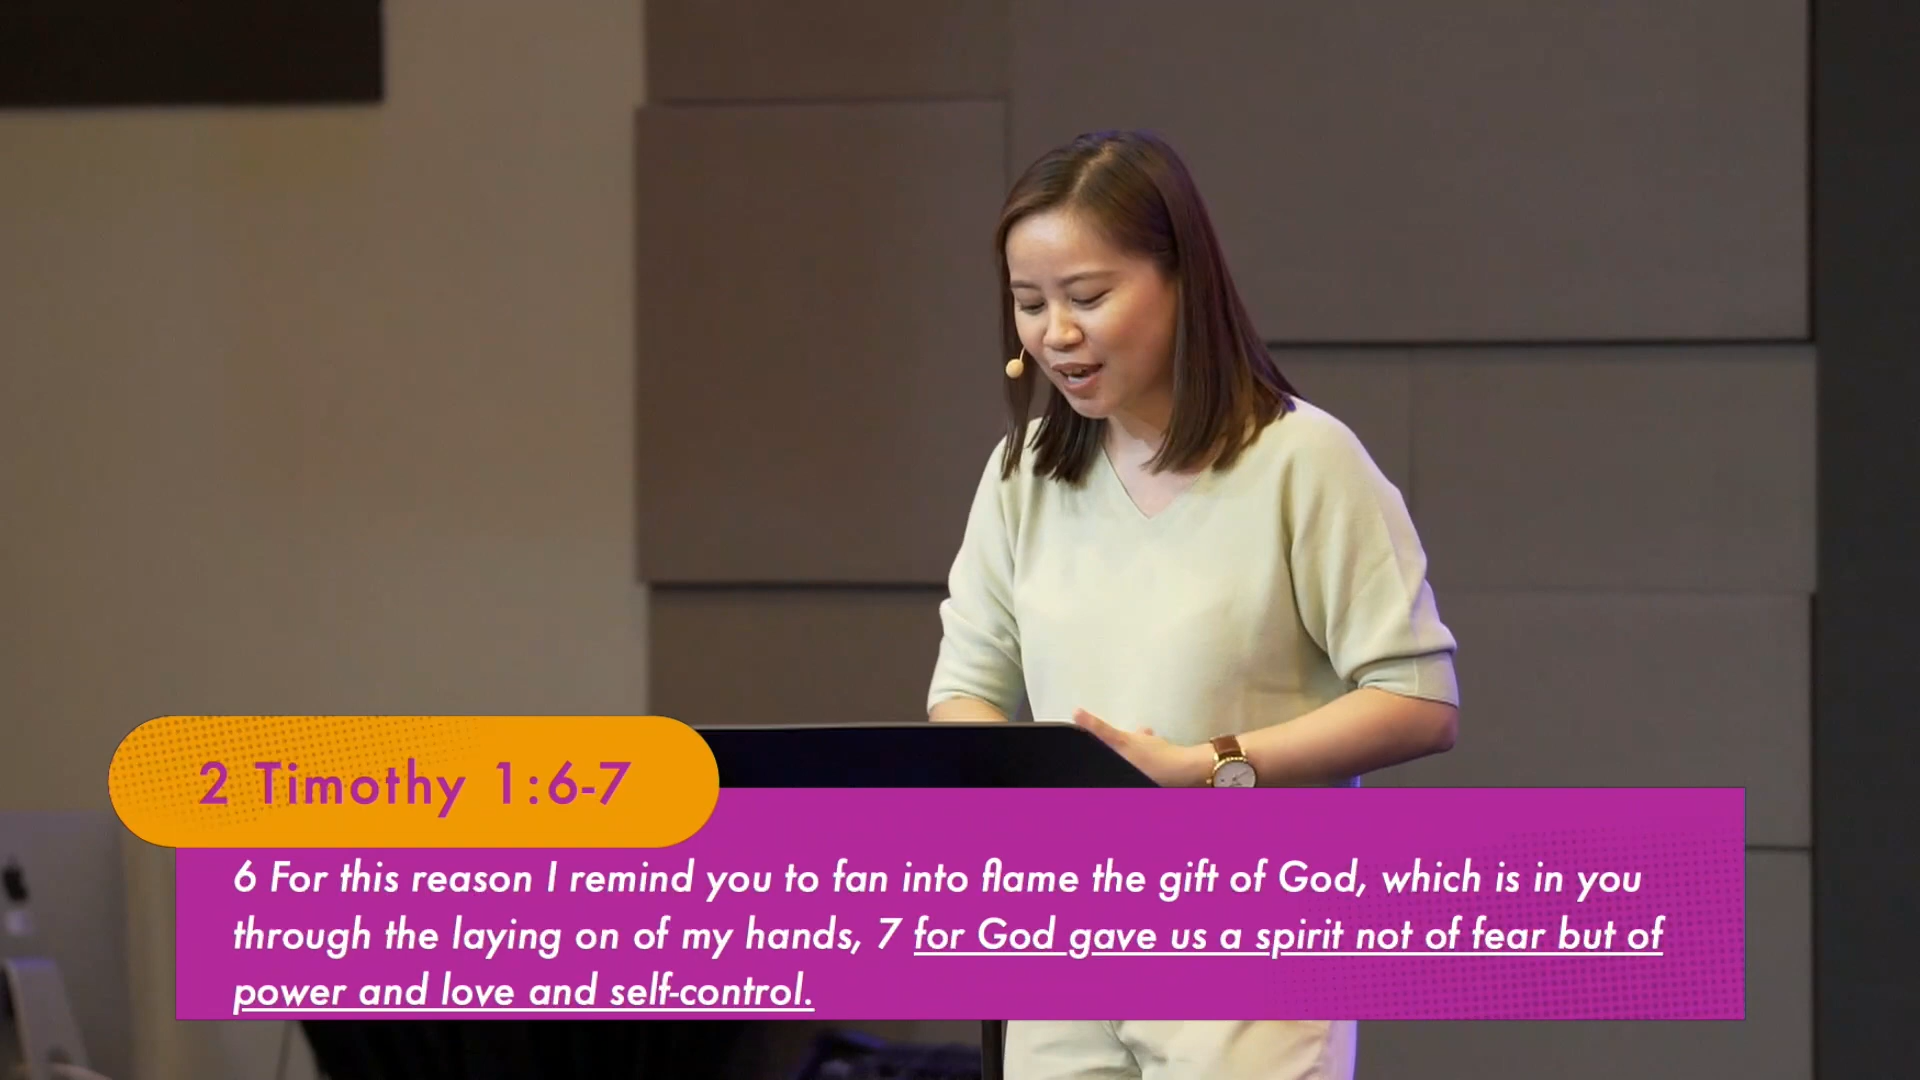 2 Timothy 1:6-7
6 For this reason I remind you to fan into flame the gift of God, which is in you
through the laying on of my hands, 7 for God gave us a spirit not of fear but of
power and love and self-control.